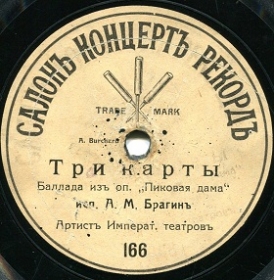 САЛОНЪ КОНЦЕРТЪ РЕКОРДЪ
TRADE MARK
A. Burchard
Три карты
Баллада изъ оп. „Пиковая дама"
исп. А. М. Брагинъ
Артистъ Императ. театровъ
166